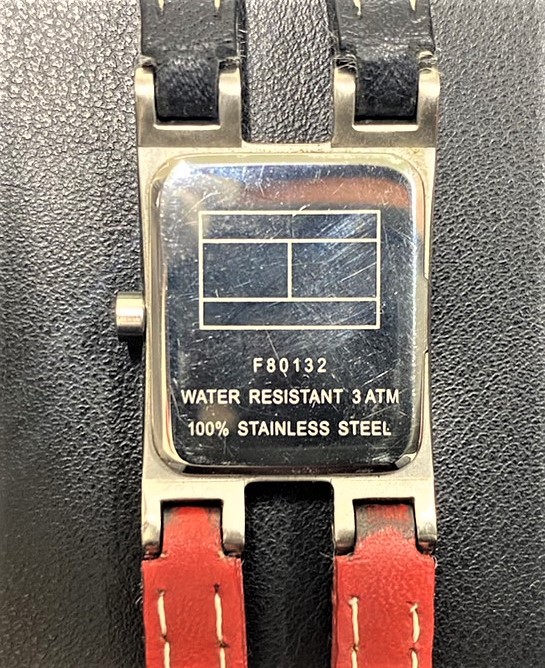 F80132
WATER RESISTANT 3 ATM
100% STAINLESS STEEL